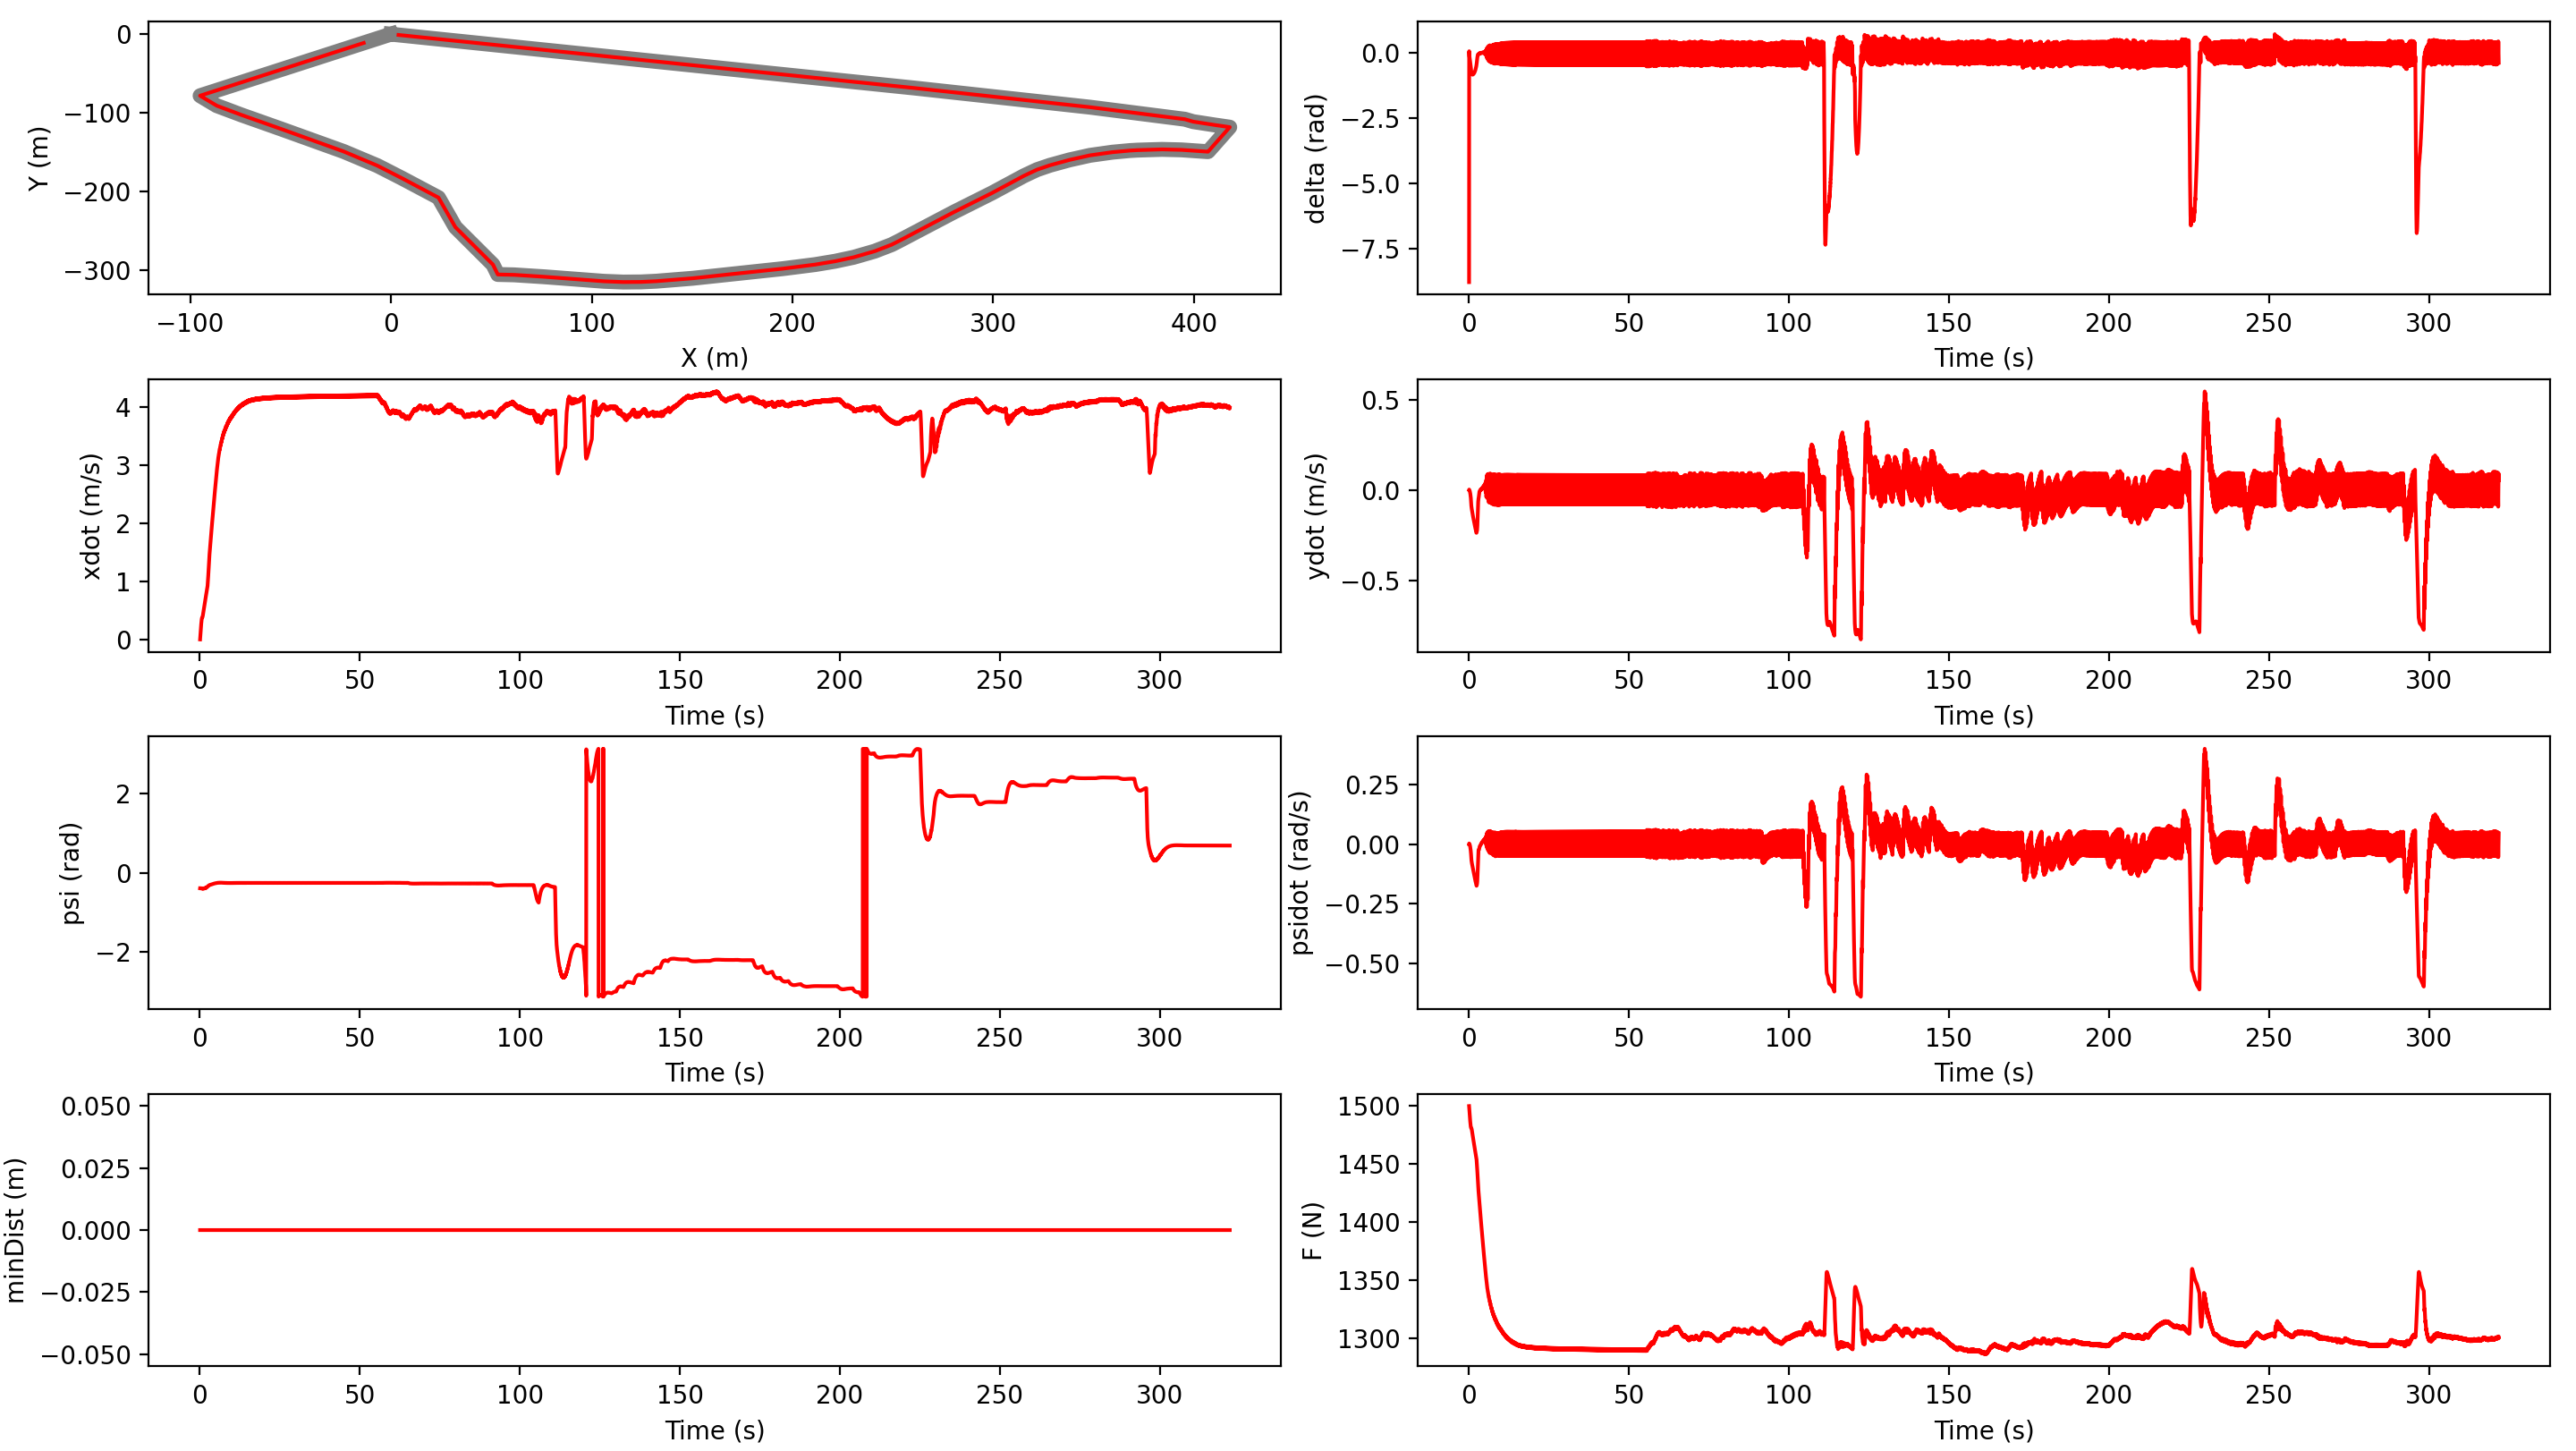 0
−100
−200
−300
Y (m)
−100 0 100 200 300 400
X (m)
0.0
−2.5
−5.0
−7.5
delta (rad)
0 50 100 150 200 250 300
Time (s)
4
3
2
1
0
xdot (m/s)
0 50 100 150 200 250 300
Time (s)
0.5
0.0
−0.5
ydot (m/s)
0 50 100 150 200 250 300
Time (s)
2
0
−2
psi (rad)
0 50 100 150 200 250 300
Time (s)
0.25
0.00
−0.25
−0.50
psidot (rad/s)
0 50 100 150 200 250 300
Time (s)
0.050
0.025
0.000
−0.025
−0.050
minDist (m)
0 50 100 150 200 250 300
Time (s)
1500
1450
1400
1350
1300
F (N)
0 50 100 150 200 250 300
Time (s)